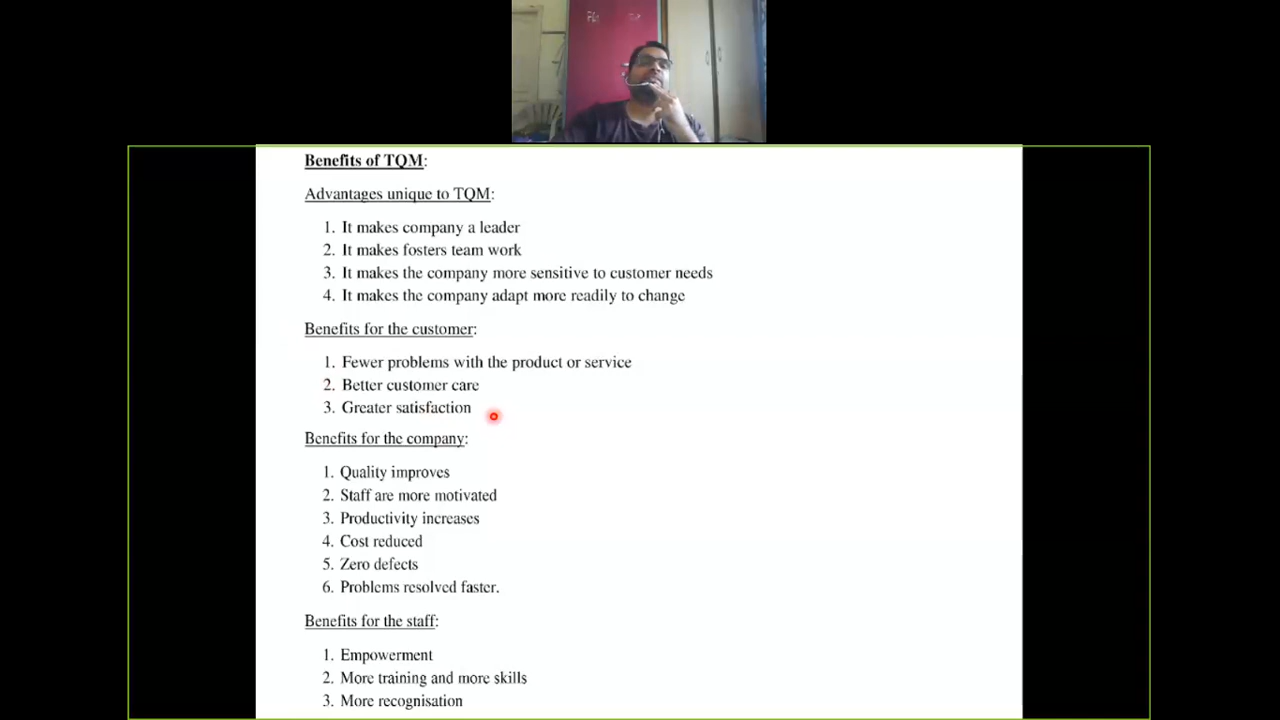 Benefits of TQM:
Advantages unique to TQM:
1. It makes company a leader
2. It makes fosters team work
3. It makes the company more sensitive to customer needs
4. It makes the company adapt more readily to change
Benefits for the customer:
1. Fewer problems with the product or service
2. Better customer care
3. Greater satisfaction
Benefits for the company:
1. Quality improves
2. Staff are more motivated
3. Productivity increases
4. Cost reduced
5. Zero defects
6. Problems resolved faster.
Benefits for the staff:
1. Empowerment
2. More training and more skills
3. More recognisation